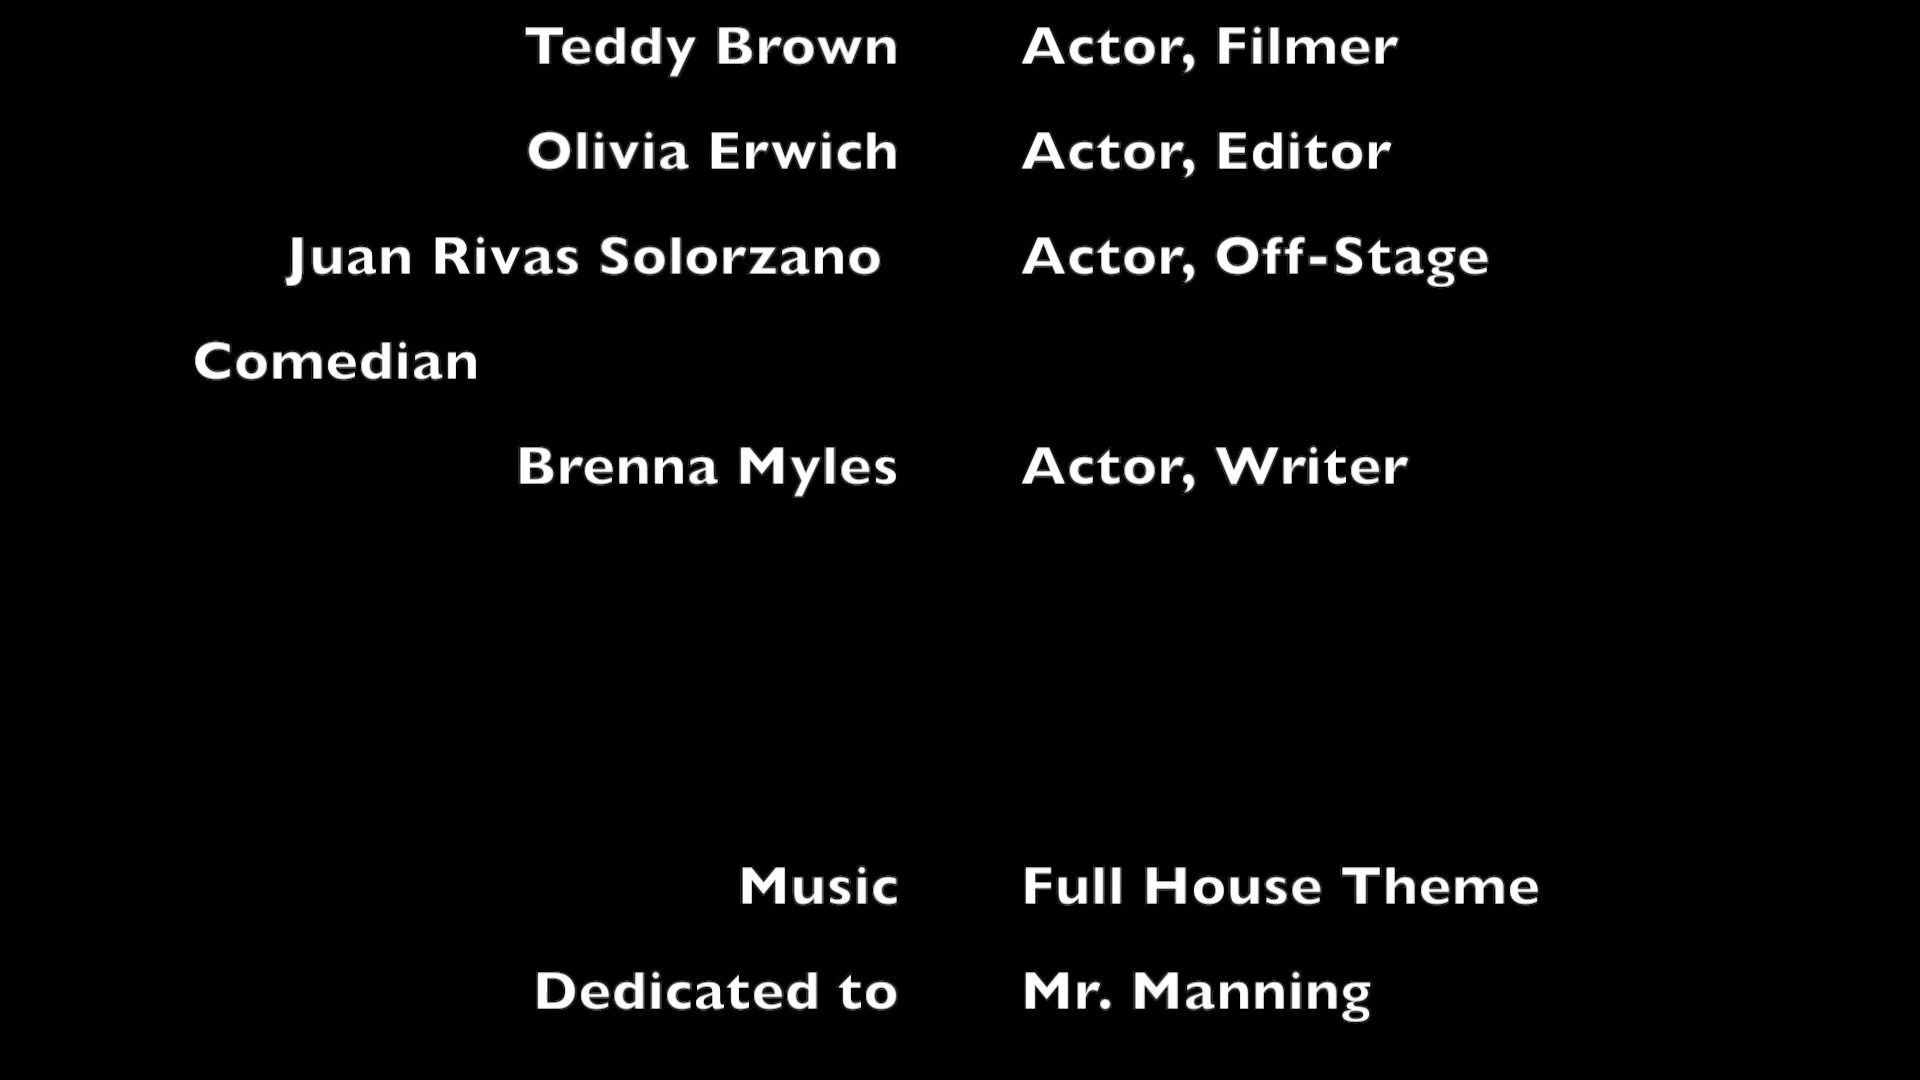 Teddy Brown Actor, Filmer
Olivia Erwich Actor, Editor
Juan Rivas Solorzano Actor, Off-Stage
Comedian
Brenna Myles Actor, Writer
Music Full House Theme
Dedicated to Mr. Manning